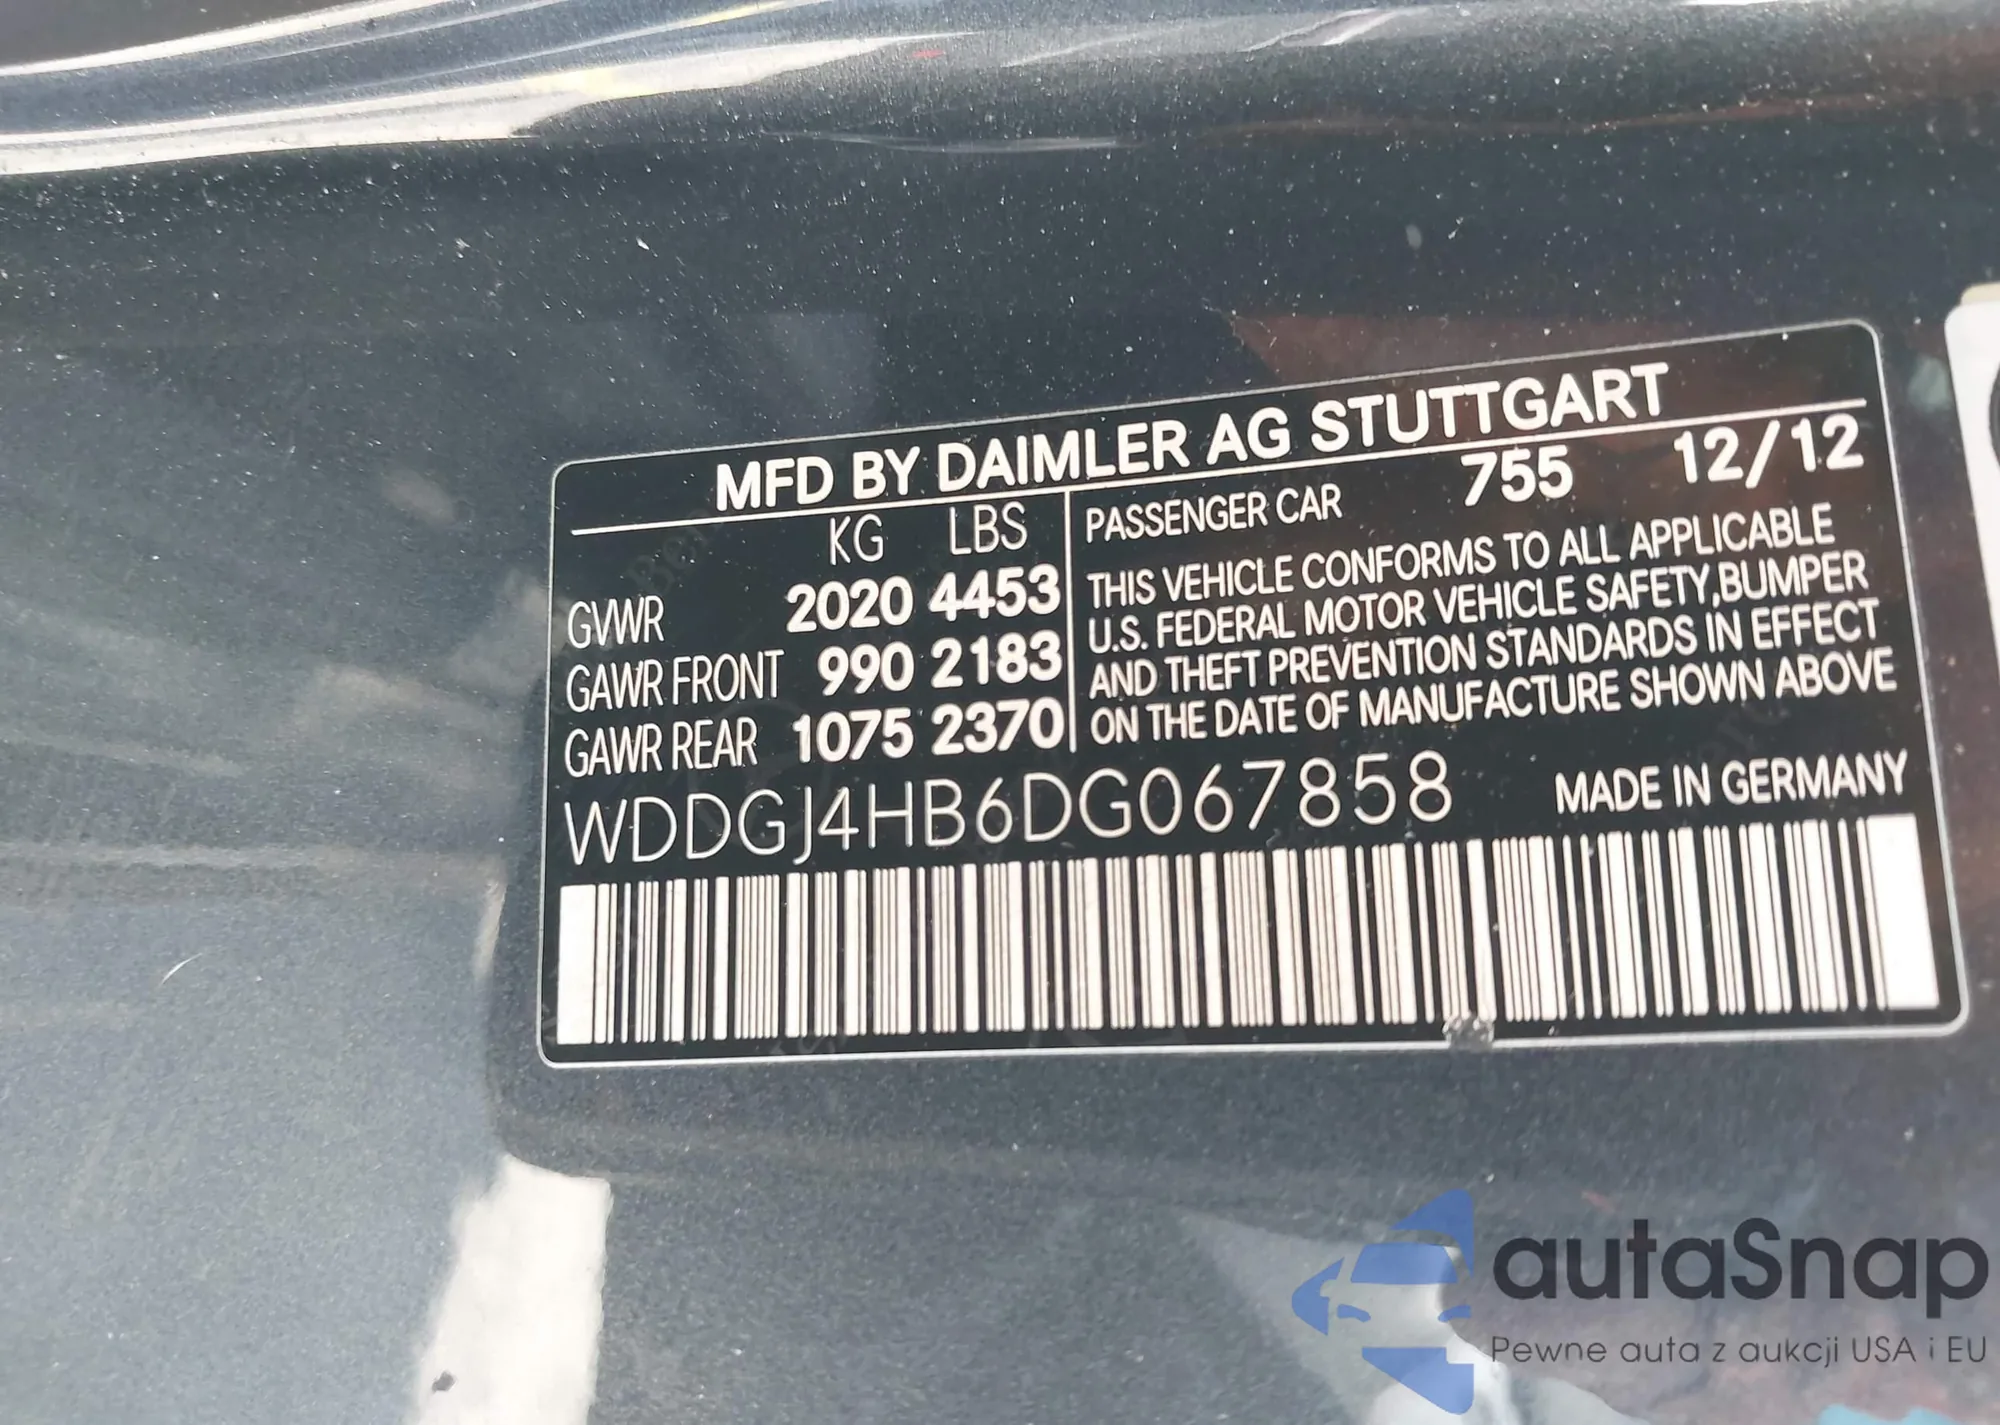 MFD BY DAIMLER AG STUTTGART
KG LBS
GVWR 2020 4453
GAWR FRONT 990 2183
GAWR REAR 1075 2370
PASSENGER CAR 755 12/12
THIS VEHICLE CONFORMS TO ALL APPLICABLE
U.S. FEDERAL MOTOR VEHICLE SAFETY,BUMPER
AND THEFT PREVENTION STANDARDS IN EFFECT
ON THE DATE OF MANUFACTURE SHOWN ABOVE
WDDGJ4HB6DG067858 MADE IN GERMANY
autaSnap
Pewne auta z aukcji USA i EU